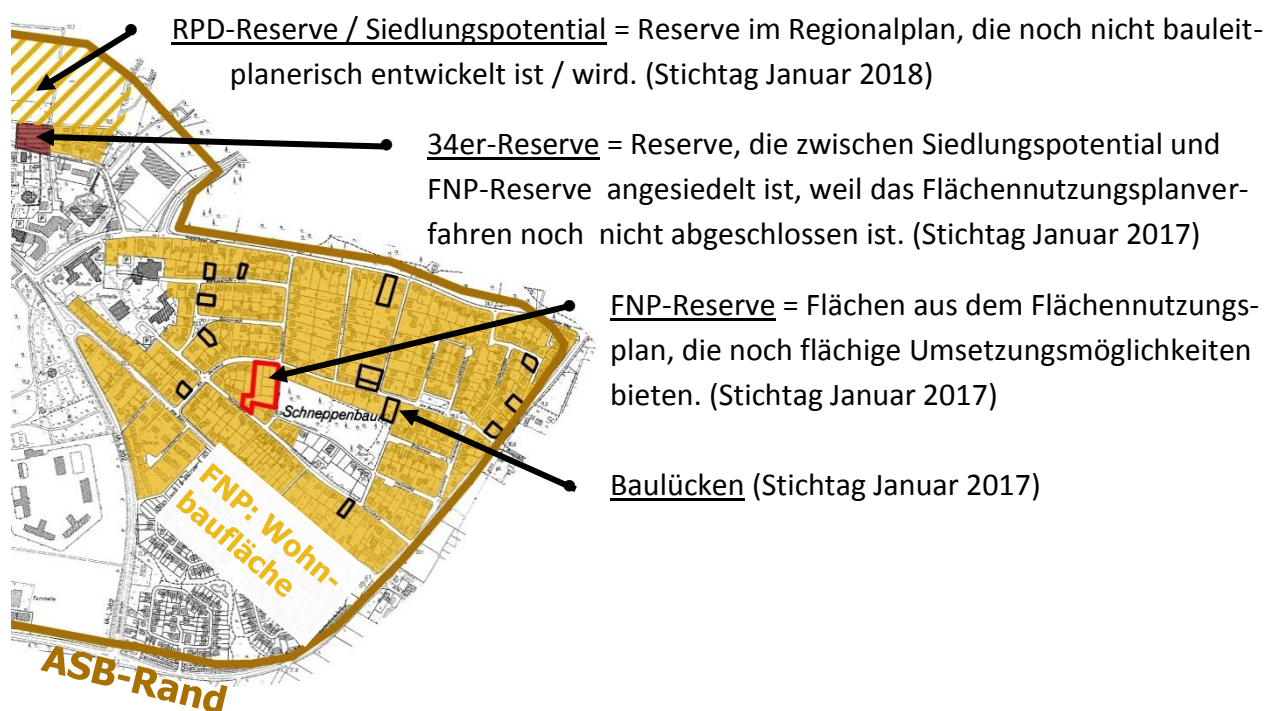 RPD-Reserve / Siedlungspotential = Reserve im Regionalplan, die noch nicht bauleit-
planerisch entwickelt ist / wird. (Stichtag Januar 2018)
34er-Reserve = Reserve, die zwischen Siedlungspotential und
FNP-Reserve angesiedelt ist, weil das Flächennutzungsplanver-
fahren noch nicht abgeschlossen ist. (Stichtag Januar 2017)
FNP-Reserve = Flächen aus dem Flächennutzungs-
plan, die noch flächige Umsetzungsmöglichkeiten
bieten. (Stichtag Januar 2017)
Baulücken (Stichtag Januar 2017)
Schneppenbaum
FNP: Wohn-
baufläche
ASB-Rand